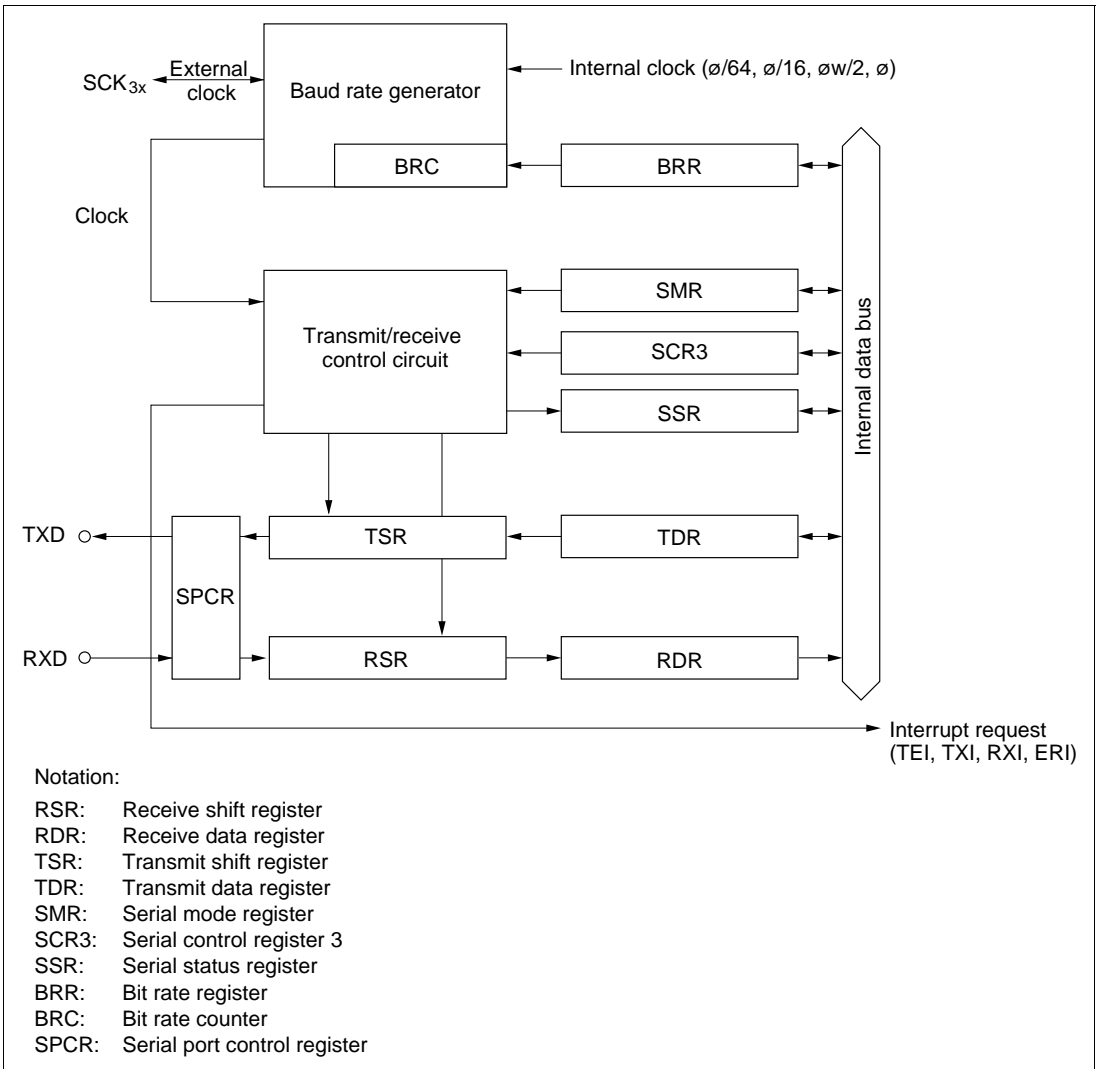 SCK3x
External
clock
Baud rate generator
Internal clock (ø/64, ø/16, øw/2, ø)
BRC
BRR
Clock
SMR
Transmit/receive
control circuit
SCR3
SSR
Internal data bus
TXD
TSR
TDR
SPCR
RXD
RSR
RDR
Interrupt request
(TEI, TXI, RXI, ERI)
Notation:
RSR: Receive shift register
RDR: Receive data register
TSR: Transmit shift register
TDR: Transmit data register
SMR: Serial mode register
SCR3: Serial control register 3
SSR: Serial status register
BRR: Bit rate register
BRC: Bit rate counter
SPCR: Serial port control register